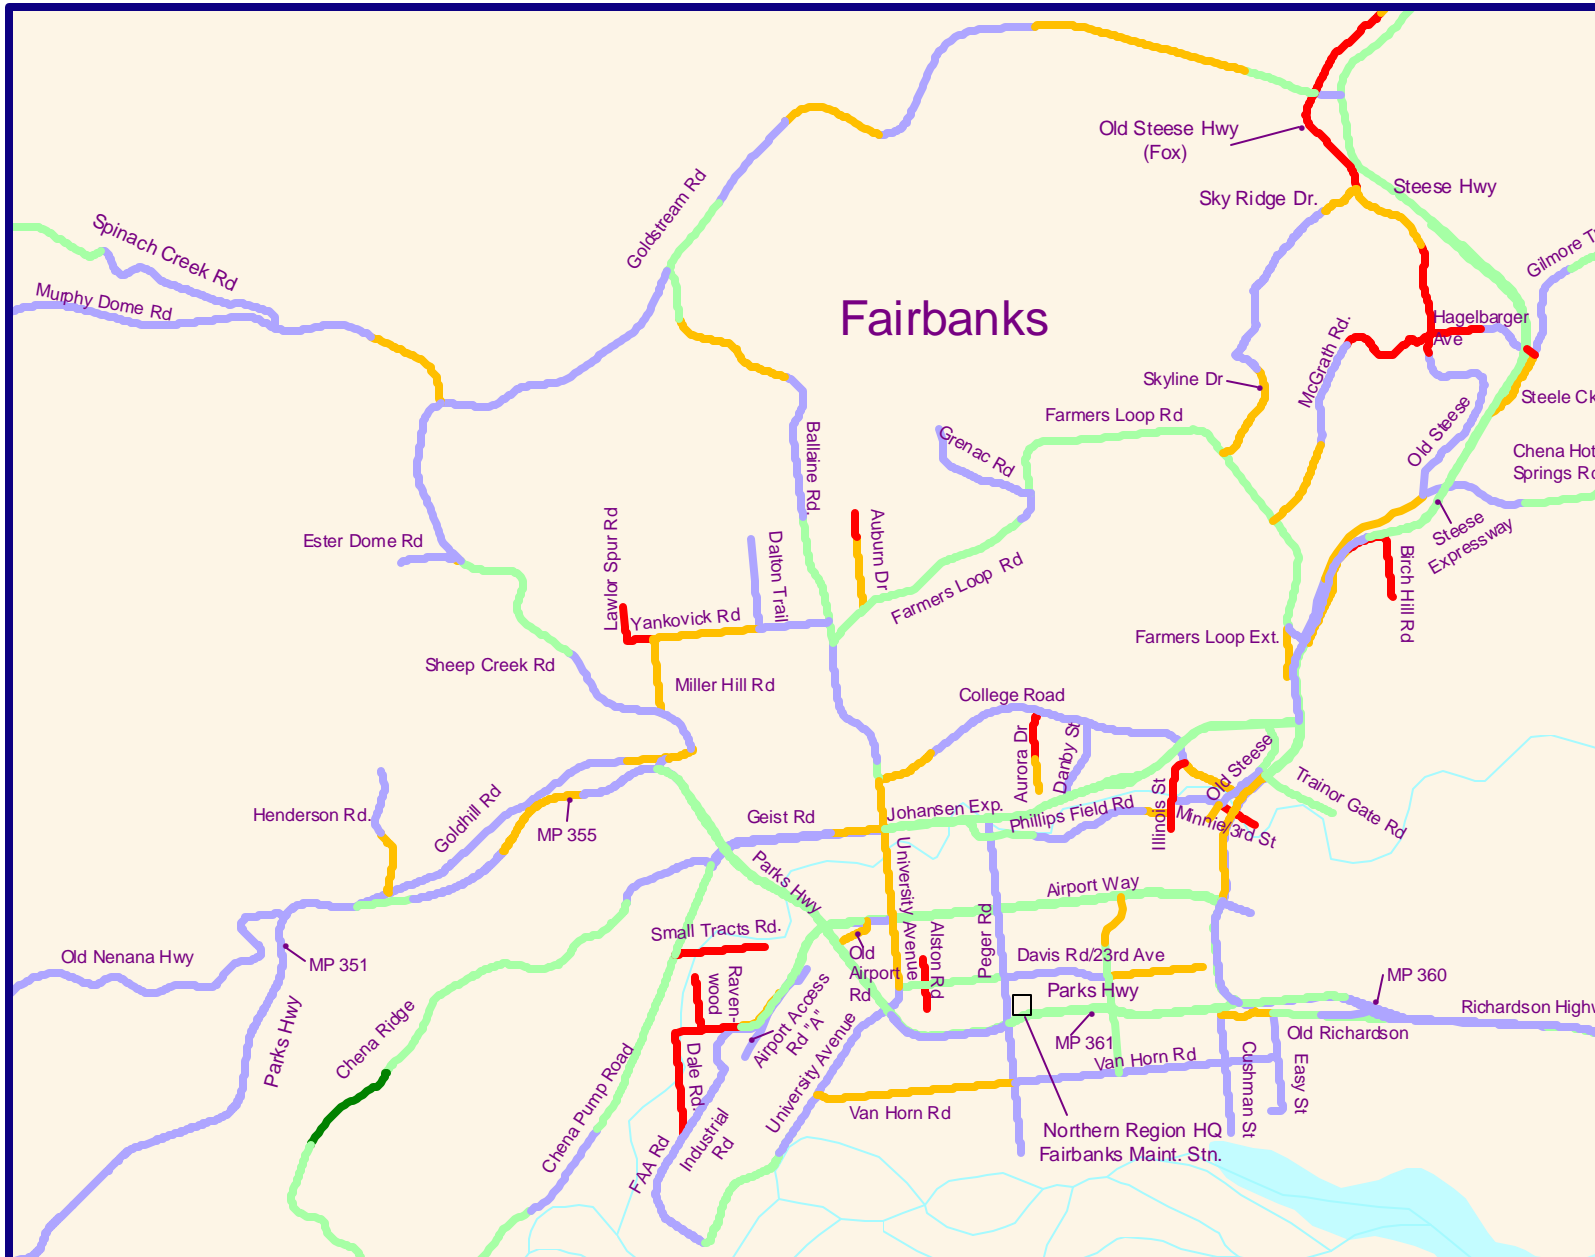 Old Steese Hwy
(Fox)
Steese Hwy
Sky Ridge Dr.
Goldstream Rd
Spinach Creek Rd
Murphy Dome Rd
Gilmore
Fairbanks
Hagelbarger
Ave
McGrath Rd.
Skyline Dr
Steele
Farmers Loop Rd
Old Steese
Ballaine Rd.
Grenac Rd
Chena Hot
Springs Rd
Lawlor Spur Rd
Auburn Dr
Dalton Trail
Ester Dome Rd
Steese
Expressway
Birch Hill Rd
Farmers Loop Rd
Yankovick Rd
Farmers Loop Ext.
Sheep Creek Rd
Miller Hill Rd
College Road
Aurora Dr
Danby St
Old Steese
Trainor Gate Rd
Henderson Rd.
Goldhill Rd
MP 355
Geist Rd
Johansen Exp.
Phillips Field Rd
Illinois St
Minnie/3rd St
Parks Hwy
University Avenue
Airport Way
Small Tracts Rd.
Old
Airport
Rd
Alston Rd
Peger Rd
Davis Rd/23rd Ave
Old Nenana Hwy
MP 351
Parks Hwy
MP 360
Richardson
Raven-
wood
Airport Access
Rd "A"
Parks Hwy
MP 361
Old Richardson
Chena Ridge
Dale Rd.
University Avenue
Van Horn Rd
Van Horn Rd
Cushman St
Easy St
Chena Pump Road
FAA Rd
Industrial
Rd
Northern Region HQ
Fairbanks Maint. Stn.